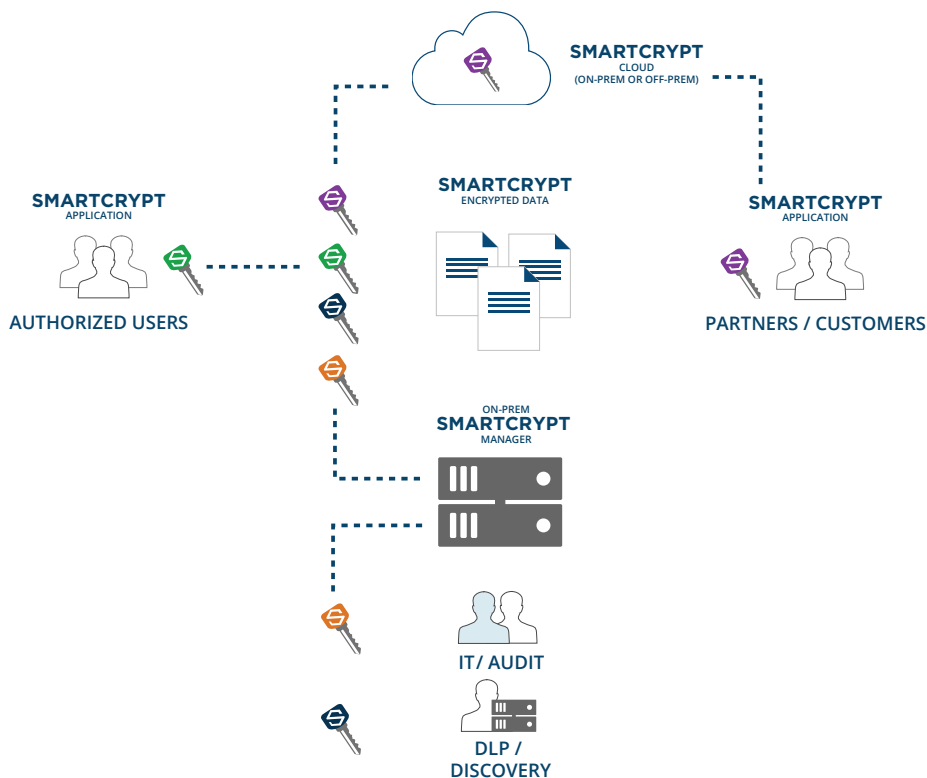 SMARTCRYPT
CLOUD
(ON-PREM OR OFF-PREM)
SMARTCRYPT
APPLICATION
AUTHORIZED USERS
SMARTCRYPT
ENCRYPTED DATA
SMARTCRYPT
APPLICATION
PARTNERS / CUSTOMERS
ON-PREM
SMARTCRYPT
MANAGER
IT/ AUDIT
DLP /
DISCOVERY